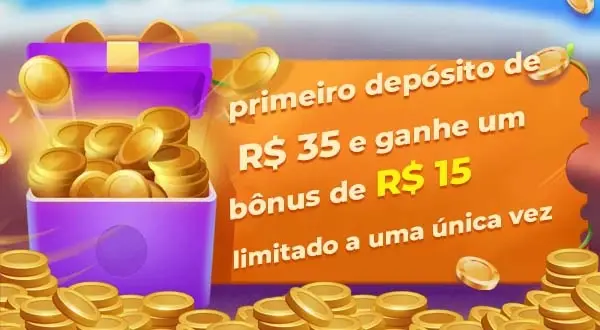 primeiro depósito de
R$ 35 e ganhe um
bônus de R$ 15
limitado a uma única vez